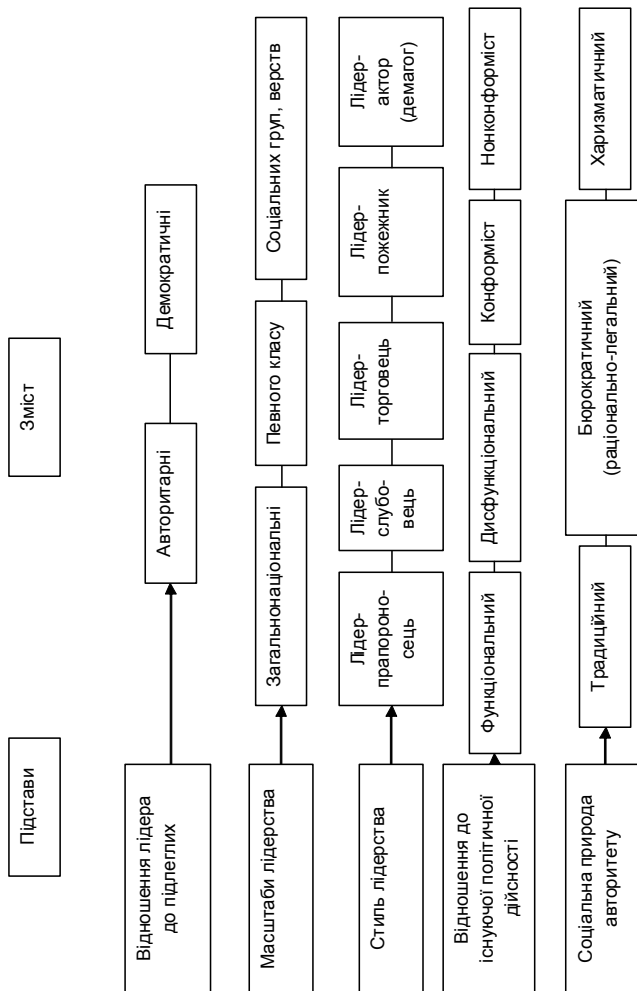 Підстави
Зміст
Відношення лідера
до підлеглих
Авторитарні
Демократичні
Масштаби лідерства
Загальнонаціональні
Певного класу
Соціальних груп, верств
Стиль лідерства
Лідер-
прапороно-
сець
Лідер-
слубо-
вець
Лідер-
торговець
Лідер-
пожежник
Лідер-
актор
(демагог)
Відношення до
існуючої політичної
дійсності
Функціональний
Дисфункціональний
Конформіст
Нонконформіст
Соціальна природа
авторитету
Традиційний
Бюрократичний
(раціонально-легальний)
Харизматичний